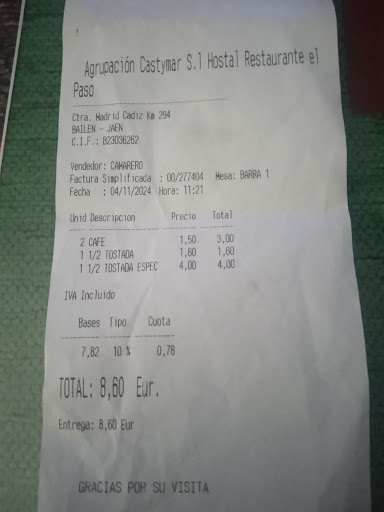 Agrupación Castymar S.l Hostal Restaurante el
Paso
Ctra. Madrid Cadiz Km 294
BAILEN - JAEN
C.I.F.: B23036262
Vendedor: CAMARERO
Factura Simplificada : 00/277404 Mesa: BARRA 1
Fecha : 04/11/2024 Hora: 11:21
Unid Descripcion Precio Total
2 CAFE 1,50 3,00
1 1/2 TOSTADA 1,60 1,60
1 1/2 TOSTADA ESPEC 4,00 4,00
IVA Incluido
Bases Tipo Cuota
7,82 10 % 0,78
TOTAL: 8,60 Eur.
Entrega: 8,60 Eur
GRACIAS POR SU VISITA